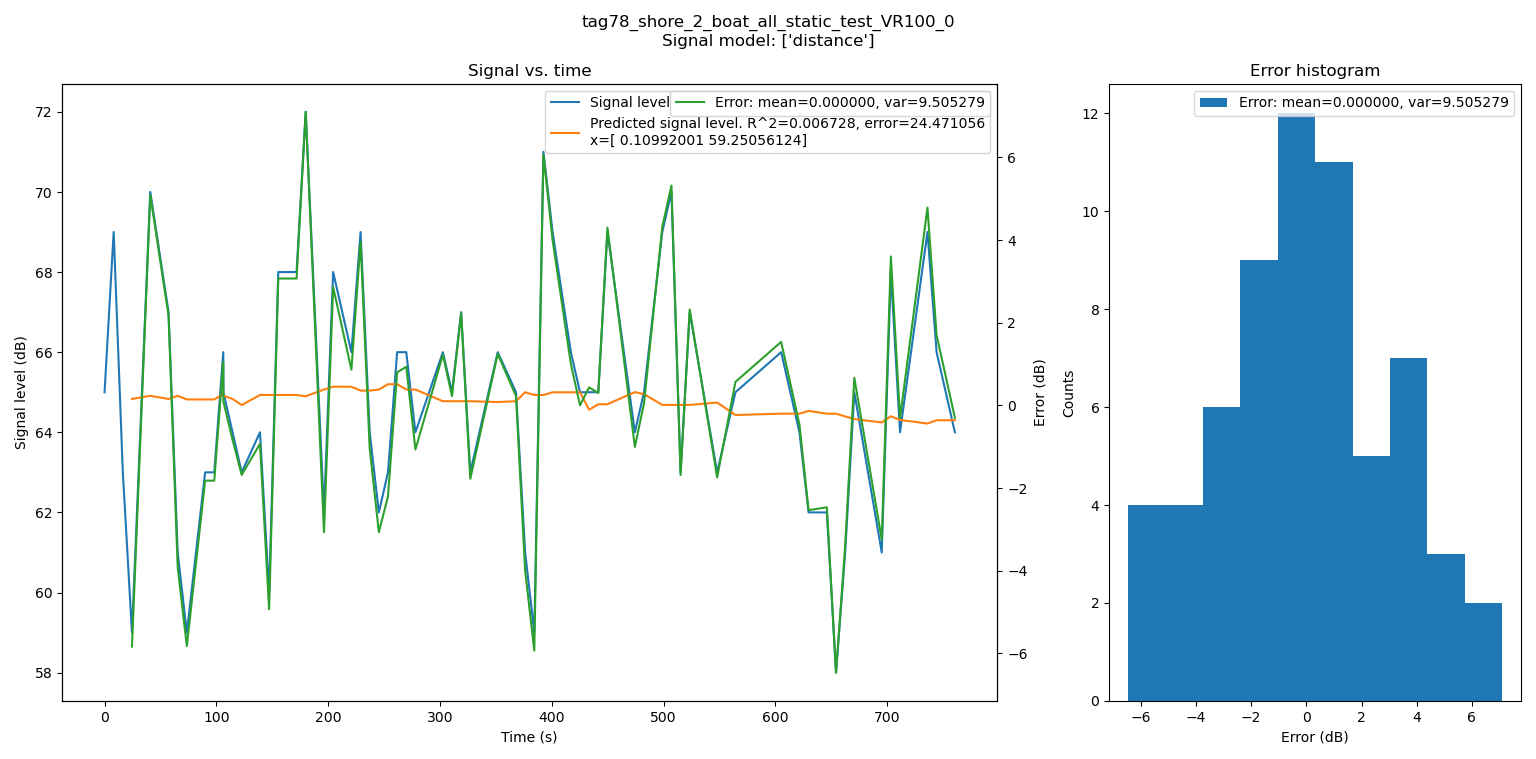 tag78_shore_2_boat_all_static_test_VR100_0
Signal model: ['distance']
Signal vs. time
Signal level
Error: mean=0.000000, var=9.505279
Predicted signal level. R^2=0.006728, error=24.471056
x=[ 0.10992001 59.25056124]
Signal level (dB)
72
70
68
66
64
62
60
58
0
100
200
300
400
500
600
700
Time (s)
6
4
2
0
−2
−4
−6
Error (dB)
Error histogram
Error: mean=0.000000, var=9.505279
Counts
12
10
8
6
4
2
0
−6
−4
−2
0
2
4
6
Error (dB)